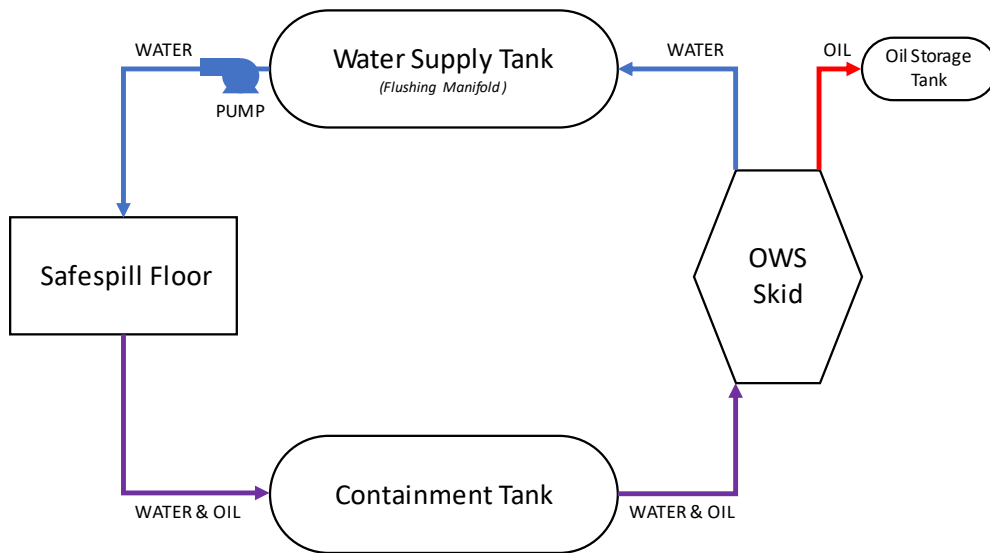 WATER
Water Supply Tank
(Flushing Manifold)
WATER
OIL
Oil Storage
Tank
PUMP
Safespill Floor
OWS
Skid
Containment Tank
WATER & OIL
WATER & OIL